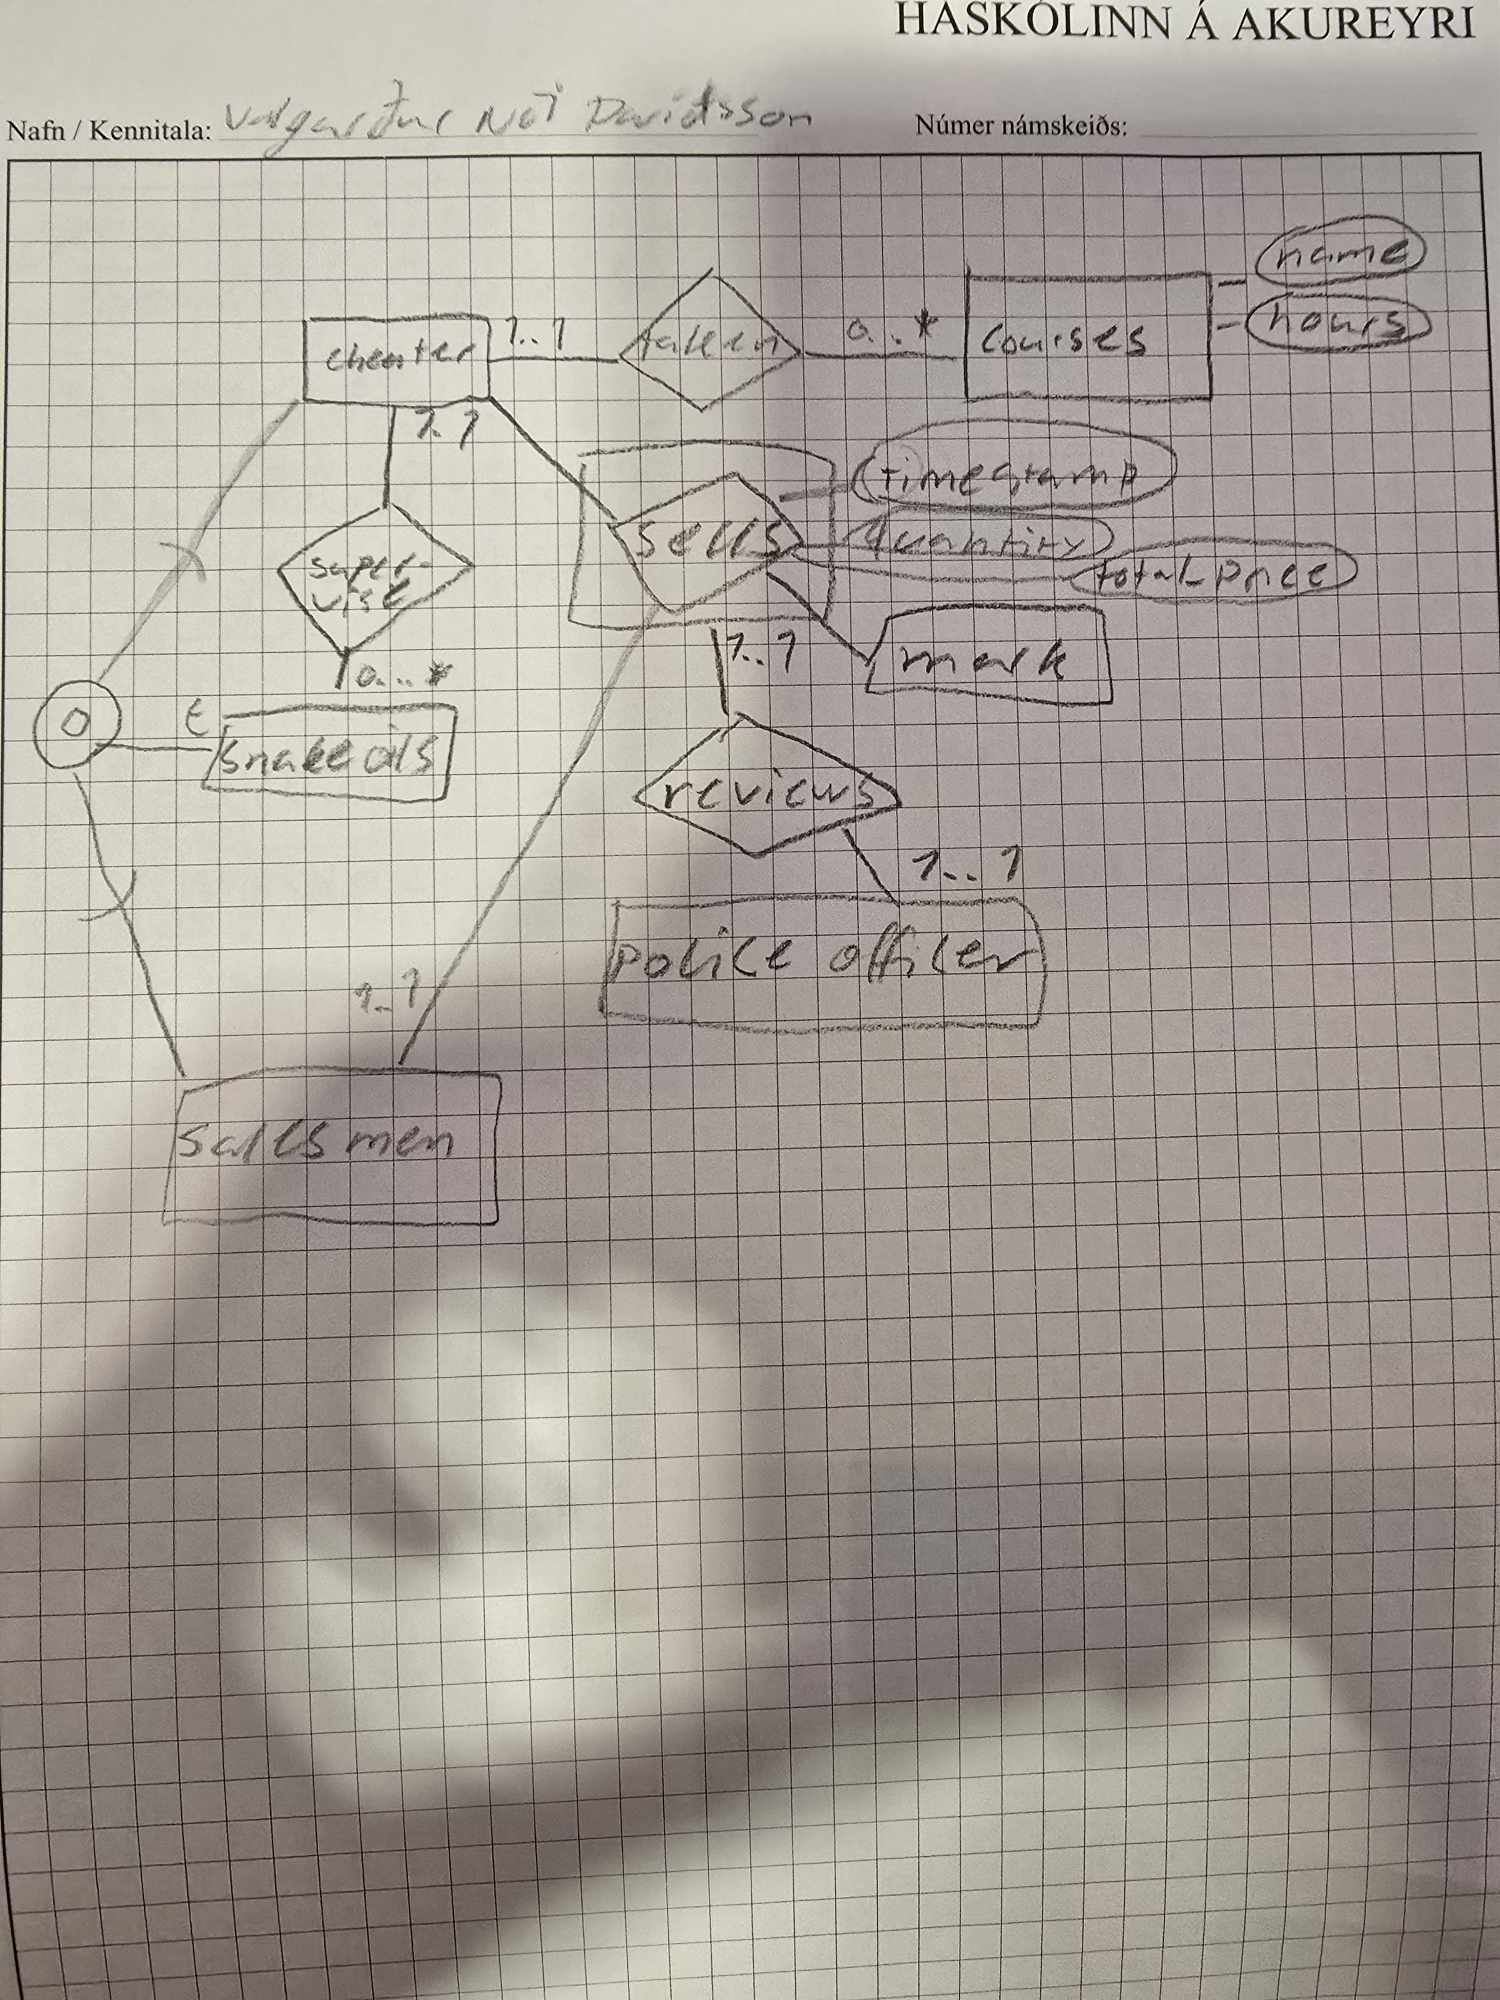 HÁSKÓLINN Á AKUREYRI
Nafn / Kennitala: Valgarður Nói Davíðsson Númer námskeiðs:
name
hours
cheater 1..1 taken 0..* courses
1..1
timestamp
sells
quantity
total price
super-
vise
1..1
mark
0..*
E
snake oils
reviews
1..1
police officer
1..1
salesmen